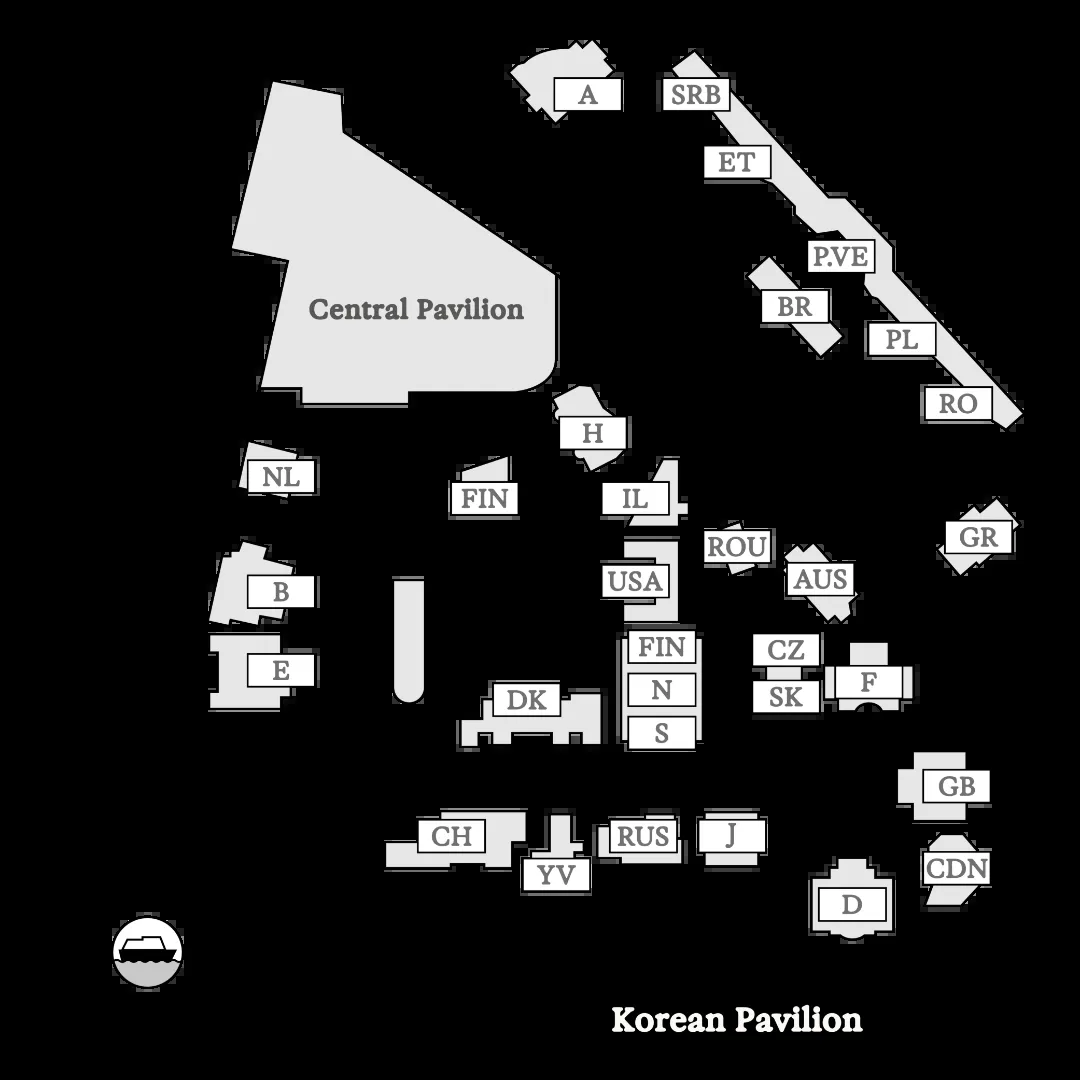 A
SRB
ET
P.VE
BR
Central Pavilion
PL
RO
H
NL
FIN
IL
GR
ROU
USA
AUS
B
FIN
CZ
E
N
SK
F
DK
S
GB
CH
RUS
J
YV
CDN
D
Korean Pavilion